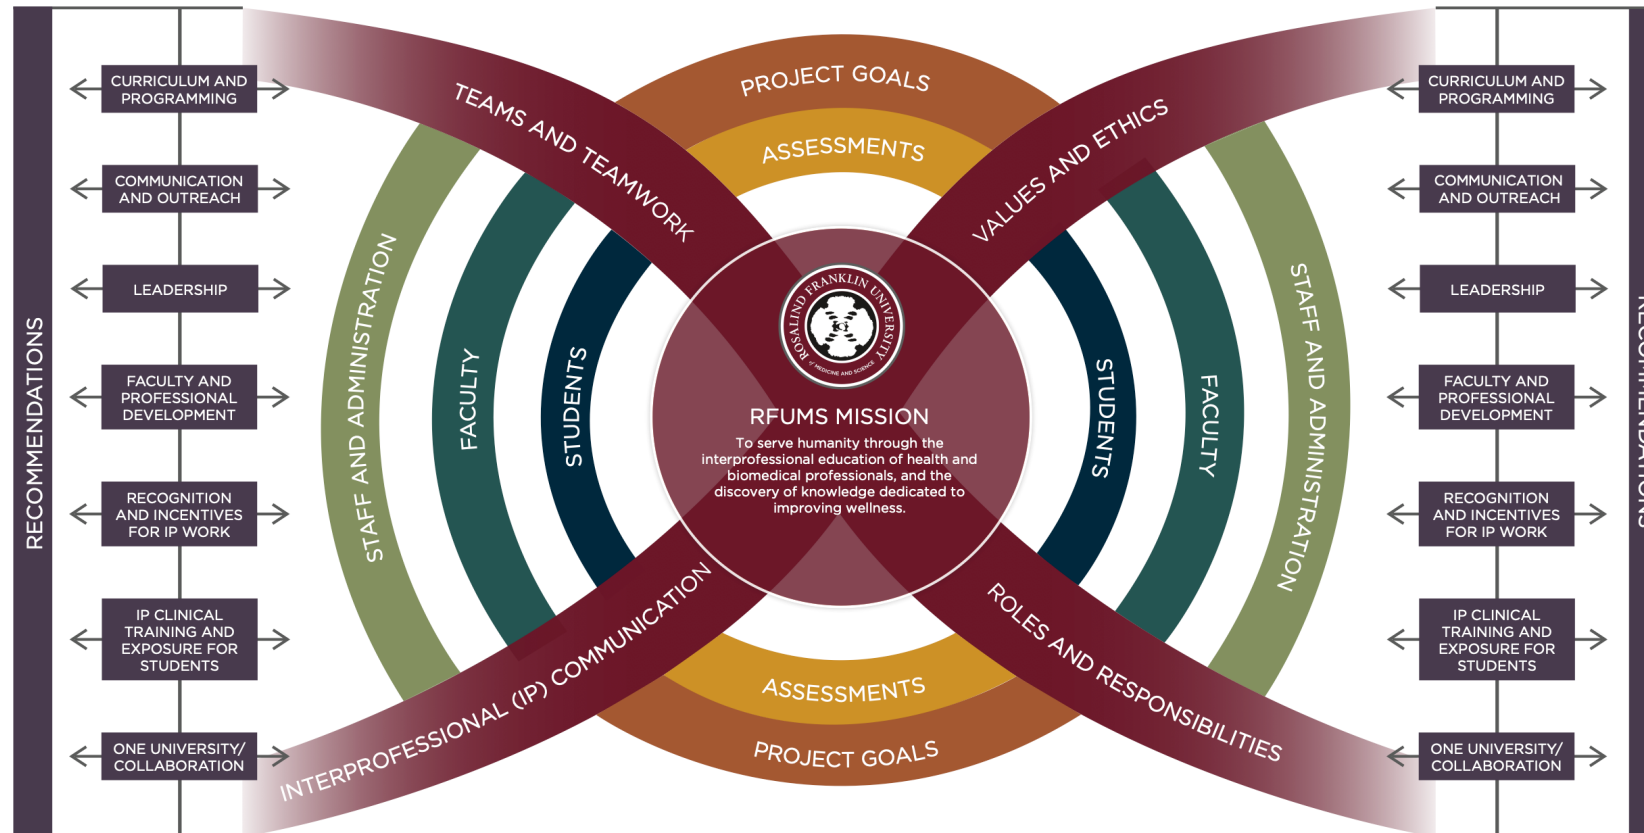 RECOMMENDATIONS
CURRICULUM AND
PROGRAMMING
COMMUNICATION
AND OUTREACH
LEADERSHIP
FACULTY AND
PROFESSIONAL
DEVELOPMENT
RECOGNITION
AND INCENTIVES
FOR IP WORK
IP CLINICAL
TRAINING AND
EXPOSURE FOR
STUDENTS
ONE UNIVERSITY/
COLLABORATION
TEAMS AND TEAMWORK
INTERPROFESSIONAL (IP) COMMUNICATION
STAFF AND ADMINISTRATION
FACULTY
STUDENTS
PROJECT GOALS
ASSESSMENTS
ROSALIND FRANKLIN UNIVERSITY
of MEDICINE AND SCIENCE
RFUMS MISSION
To serve humanity through the
interprofessional education of health and
biomedical professionals, and the
discovery of knowledge dedicated to
improving wellness.
ASSESSMENTS
PROJECT GOALS
VALUES AND ETHICS
ROLES AND RESPONSIBILITIES
STUDENTS
FACULTY
STAFF AND ADMINISTRATION
CURRICULUM AND
PROGRAMMING
COMMUNICATION
AND OUTREACH
LEADERSHIP
FACULTY AND
PROFESSIONAL
DEVELOPMENT
RECOGNITION
AND INCENTIVES
FOR IP WORK
IP CLINICAL
TRAINING AND
EXPOSURE FOR
STUDENTS
ONE UNIVERSITY/
COLLABORATION